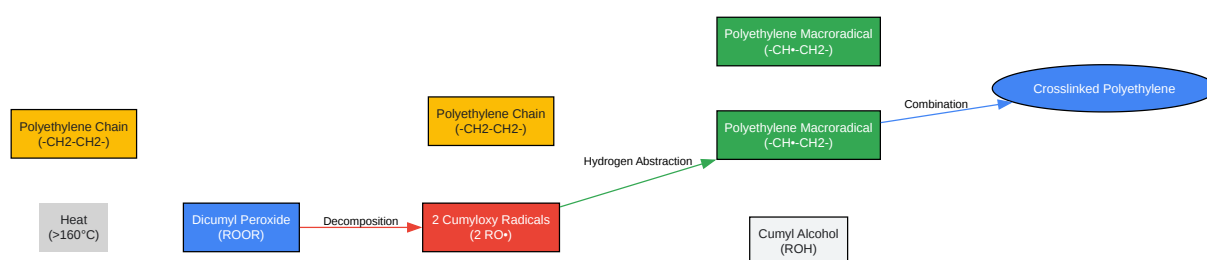 Polyethylene Macroradical
(-CH•-CH2-)
Crosslinked Polyethylene
Polyethylene Chain
(-CH2-CH2-)
Polyethylene Chain
(-CH2-CH2-)
Polyethylene Macroradical
(-CH•-CH2-)
Combination
Hydrogen Abstraction
Heat
(>160°C)
Dicumyl Peroxide
(ROOR)
Decomposition
2 Cumyloxy Radicals
(2 RO•)
Cumyl Alcohol
(ROH)